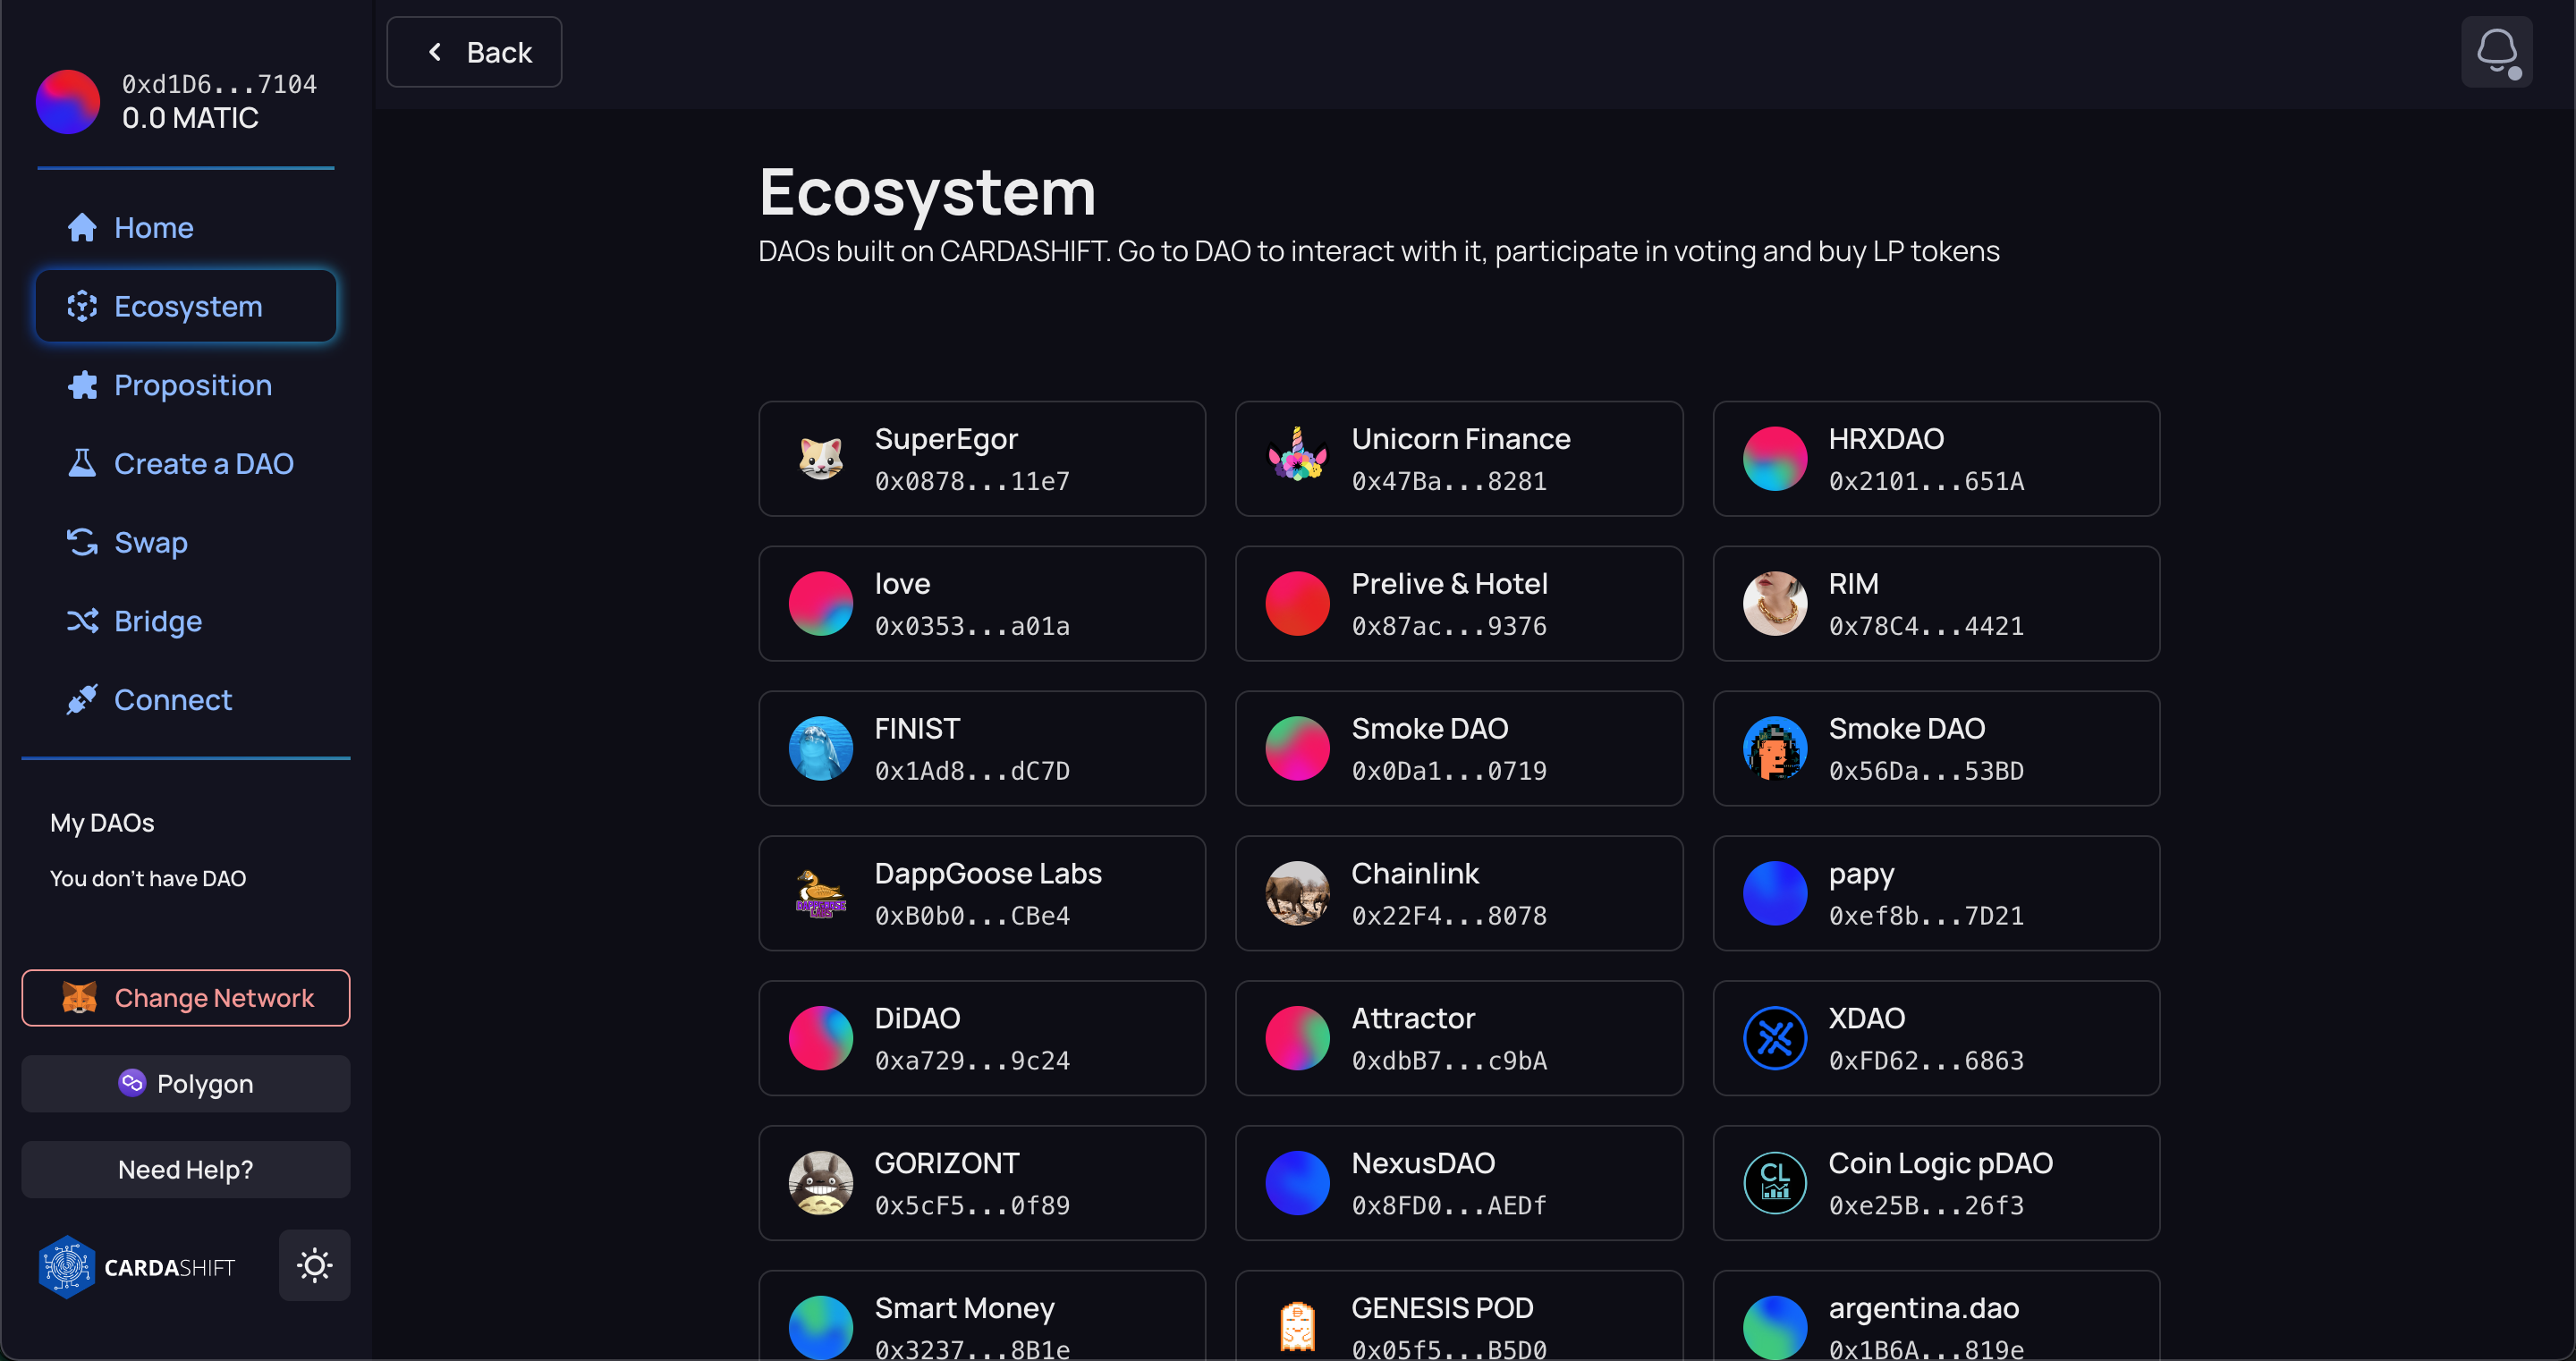 0xd1D6...7104
0.0 MATIC
Home
Ecosystem
Proposition
Create a DAO
Swap
Bridge
Connect
My DAOs
You don't have DAO
Change Network
Polygon
Need Help?
CARDASHIFT
Back
Ecosystem
DAOs built on CARDASHIFT. Go to DAO to interact with it, participate in voting and buy LP tokens
SuperEgor
0x0878...11e7
Unicorn Finance
0x47Ba...8281
HRXDAO
0x2101...651A
love
0x0353...a01a
Prelive & Hotel
0x87ac...9376
RIM
0x78C4...4421
FINIST
0x1Ad8...dC7D
Smoke DAO
0x0Da1...0719
Smoke DAO
0x56Da...53BD
DAPPGOOSE
LABS
DappGoose Labs
0xB0b0...CBe4
Chainlink
0x22F4...8078
papy
0xef8b...7D21
DiDAO
0xa729...9c24
Attractor
0xdbB7...c9bA
XDAO
0xFD62...6863
GORIZONT
0x5cF5...0f89
NexusDAO
0x8FD0...AEDf
CL
Coin Logic pDAO
0xe25B...26f3
Smart Money
0x3237...8B1e
GENESIS POD
0x05f5...B5D0
argentina.dao
0x1B6A...819e